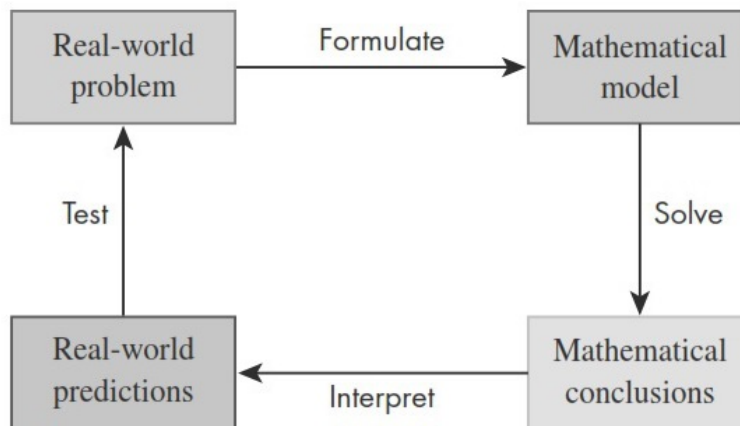 Real-world
problem
Formulate
Mathematical
model
Test
Solve
Real-world
predictions
Interpret
Mathematical
conclusions